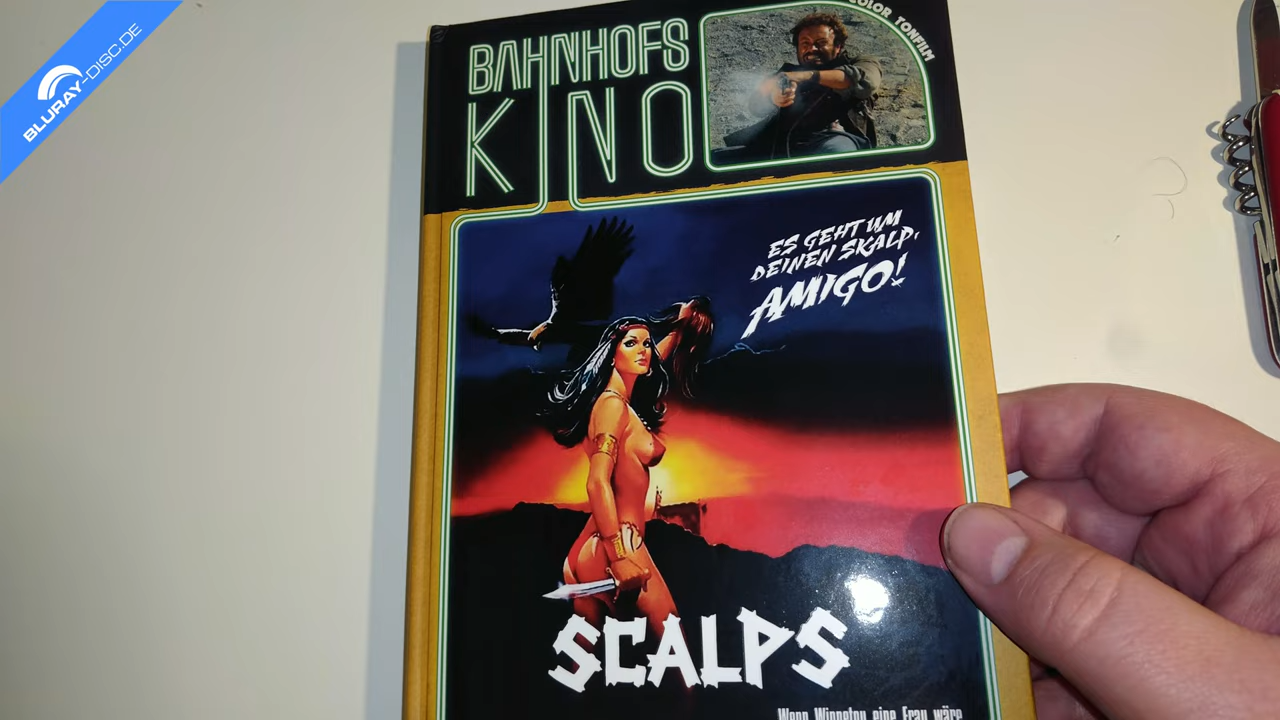 BLURAY-DISC.DE
BAHNHOFS
KINO
COLOR TONFILM
ES GEHT UM
DEINEN SKALP,
AMIGO!
SCALPS
Wenn Winnetou eine Frau wäre